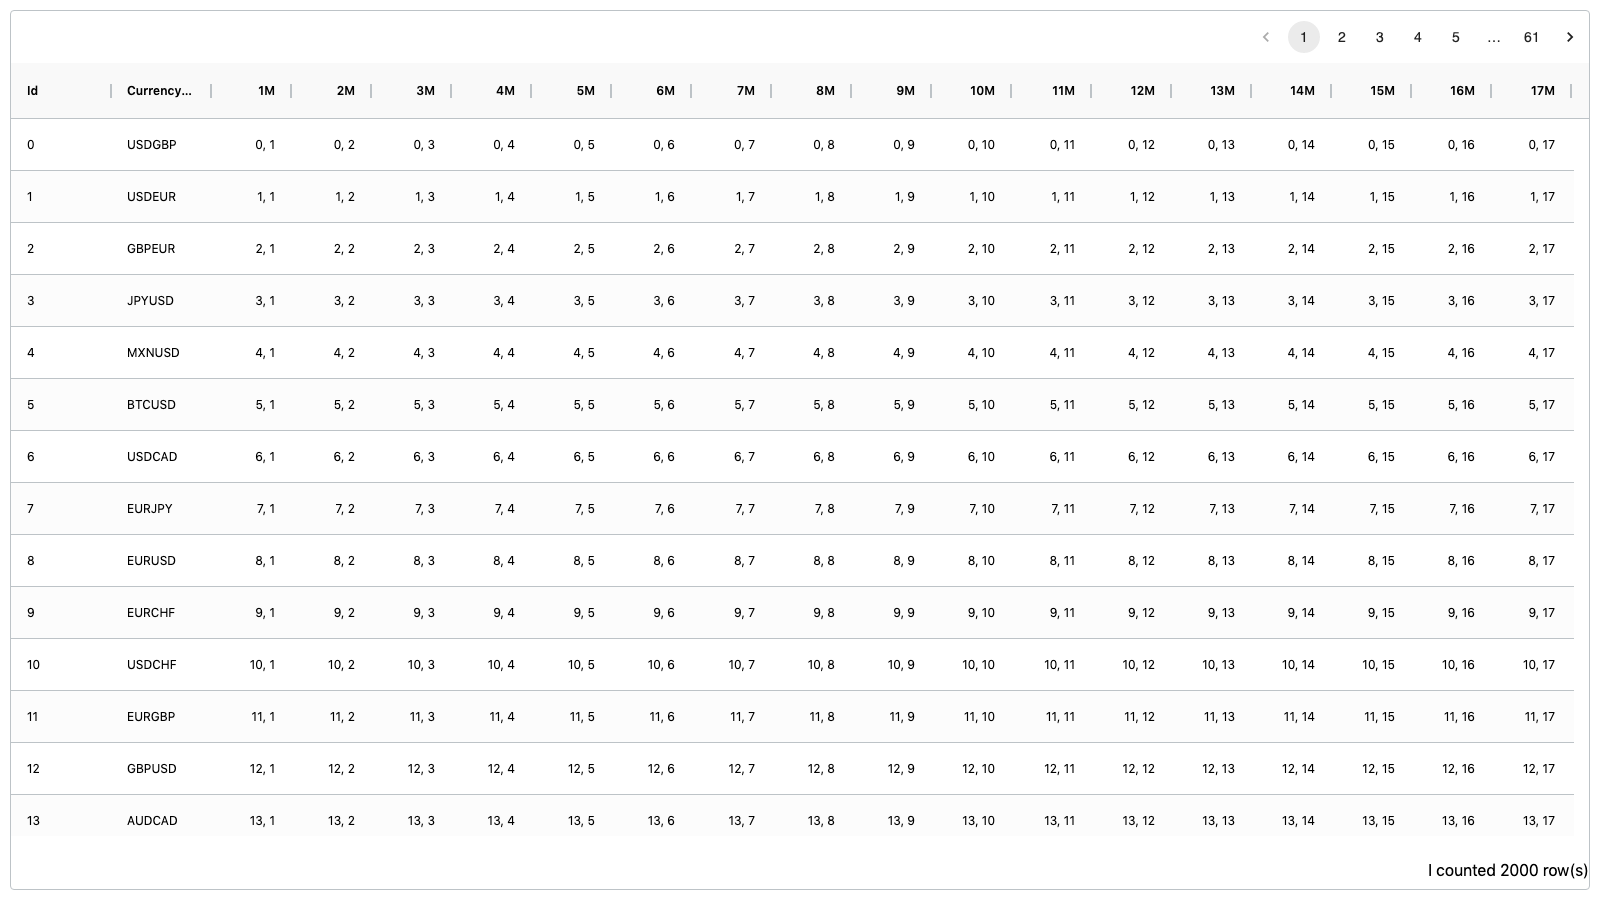 1 2 3 4 5 ... 61
Id Currency... 1M 2M 3M 4M 5M 6M 7M 8M 9M 10M 11M 12M 13M 14M 15M 16M 17M
0 USDGBP 0, 1 0, 2 0, 3 0, 4 0, 5 0, 6 0, 7 0, 8 0, 9 0, 10 0, 11 0, 12 0, 13 0, 14 0, 15 0, 16 0, 17
1 USDEUR 1, 1 1, 2 1, 3 1, 4 1, 5 1, 6 1, 7 1, 8 1, 9 1, 10 1, 11 1, 12 1, 13 1, 14 1, 15 1, 16 1, 17
2 GBPEUR 2, 1 2, 2 2, 3 2, 4 2, 5 2, 6 2, 7 2, 8 2, 9 2, 10 2, 11 2, 12 2, 13 2, 14 2, 15 2, 16 2, 17
3 JPYUSD 3, 1 3, 2 3, 3 3, 4 3, 5 3, 6 3, 7 3, 8 3, 9 3, 10 3, 11 3, 12 3, 13 3, 14 3, 15 3, 16 3, 17
4 MXNUSD 4, 1 4, 2 4, 3 4, 4 4, 5 4, 6 4, 7 4, 8 4, 9 4, 10 4, 11 4, 12 4, 13 4, 14 4, 15 4, 16 4, 17
5 BTCUSD 5, 1 5, 2 5, 3 5, 4 5, 5 5, 6 5, 7 5, 8 5, 9 5, 10 5, 11 5, 12 5, 13 5, 14 5, 15 5, 16 5, 17
6 USDCAD 6, 1 6, 2 6, 3 6, 4 6, 5 6, 6 6, 7 6, 8 6, 9 6, 10 6, 11 6, 12 6, 13 6, 14 6, 15 6, 16 6, 17
7 EURJPY 7, 1 7, 2 7, 3 7, 4 7, 5 7, 6 7, 7 7, 8 7, 9 7, 10 7, 11 7, 12 7, 13 7, 14 7, 15 7, 16 7, 17
8 EURUSD 8, 1 8, 2 8, 3 8, 4 8, 5 8, 6 8, 7 8, 8 8, 9 8, 10 8, 11 8, 12 8, 13 8, 14 8, 15 8, 16 8, 17
9 EURCHF 9, 1 9, 2 9, 3 9, 4 9, 5 9, 6 9, 7 9, 8 9, 9 9, 10 9, 11 9, 12 9, 13 9, 14 9, 15 9, 16 9, 17
10 USDCHF 10, 1 10, 2 10, 3 10, 4 10, 5 10, 6 10, 7 10, 8 10, 9 10, 10 10, 11 10, 12 10, 13 10, 14 10, 15 10, 16 10, 17
11 EURGBP 11, 1 11, 2 11, 3 11, 4 11, 5 11, 6 11, 7 11, 8 11, 9 11, 10 11, 11 11, 12 11, 13 11, 14 11, 15 11, 16 11, 17
12 GBPUSD 12, 1 12, 2 12, 3 12, 4 12, 5 12, 6 12, 7 12, 8 12, 9 12, 10 12, 11 12, 12 12, 13 12, 14 12, 15 12, 16 12, 17
13 AUDCAD 13, 1 13, 2 13, 3 13, 4 13, 5 13, 6 13, 7 13, 8 13, 9 13, 10 13, 11 13, 12 13, 13 13, 14 13, 15 13, 16 13, 17
I counted 2000 row(s)